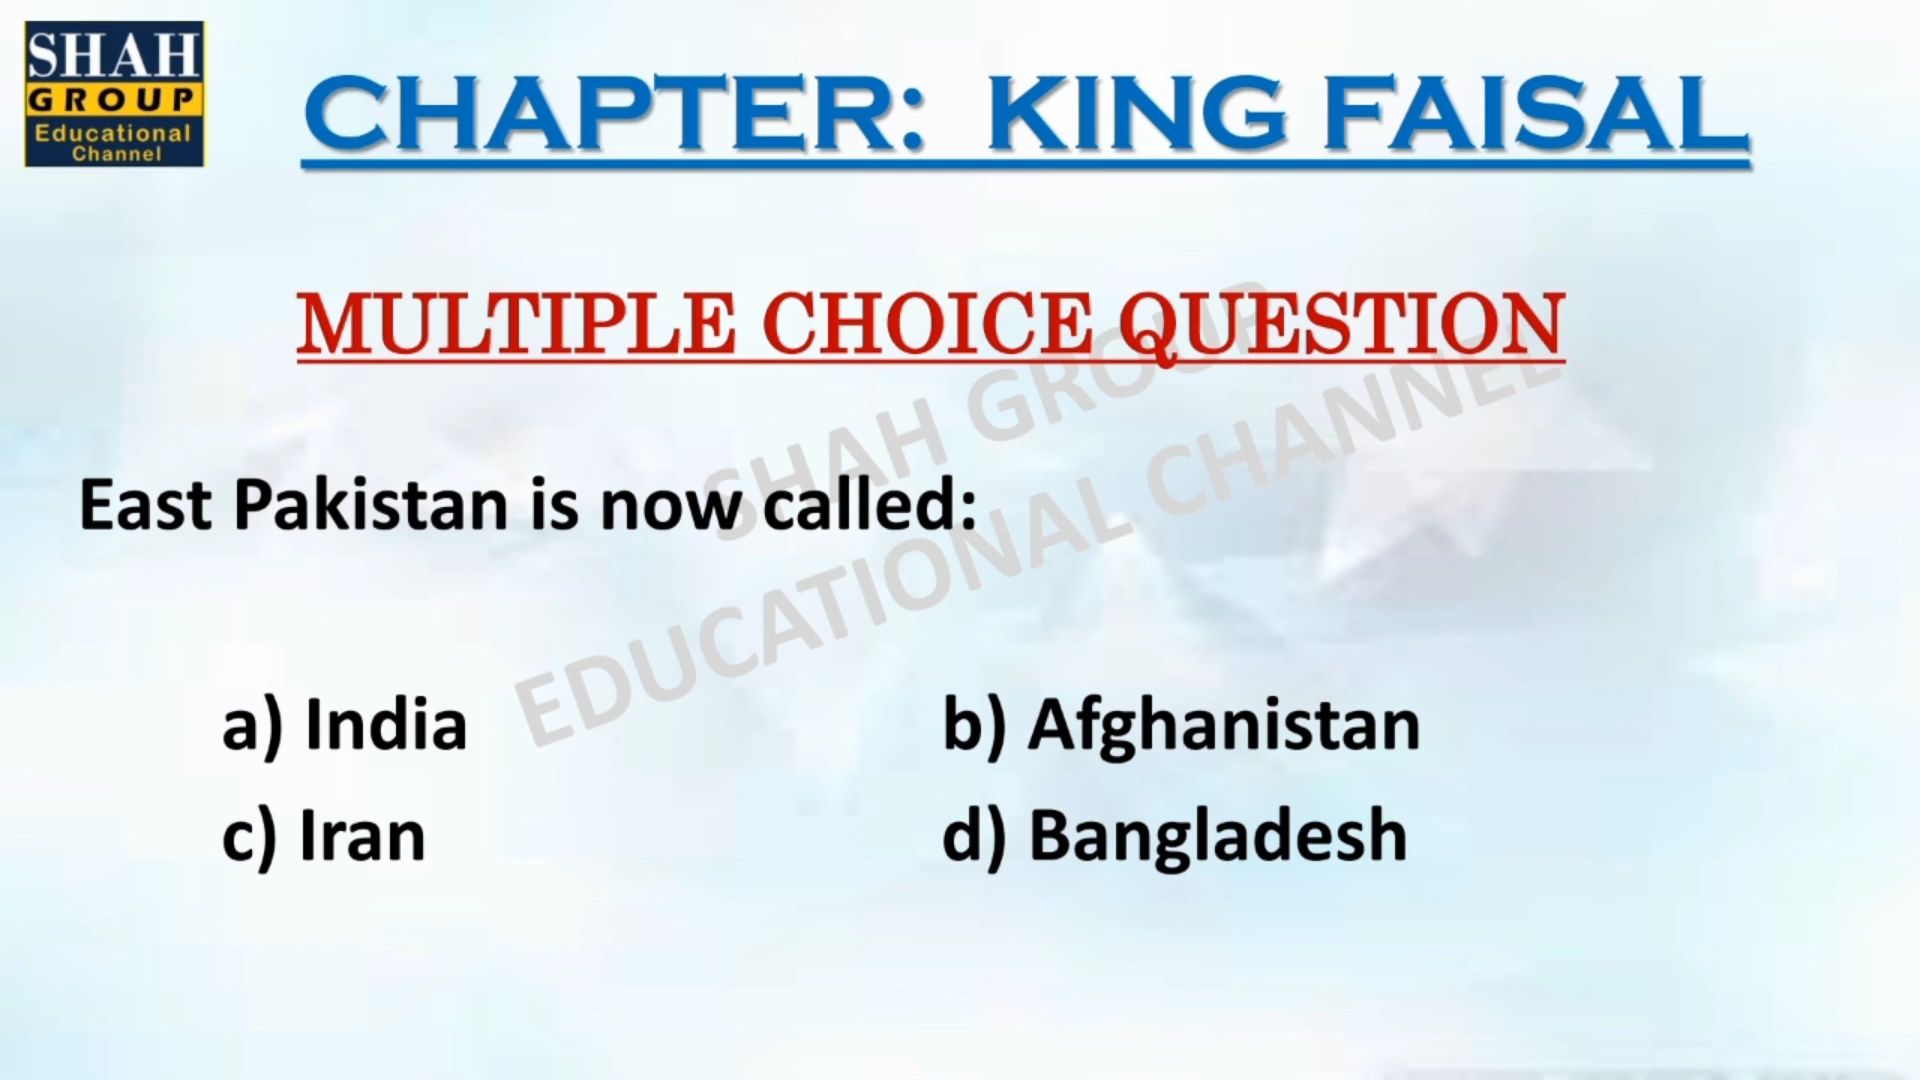 SHAH
GROUP
Educational
Channel
CHAPTER: KING FAISAL
MULTIPLE CHOICE QUESTION
SHAH GROUP
EDUCATIONAL CHANNEL
East Pakistan is now called:
a) India
b) Afghanistan
c) Iran
d) Bangladesh